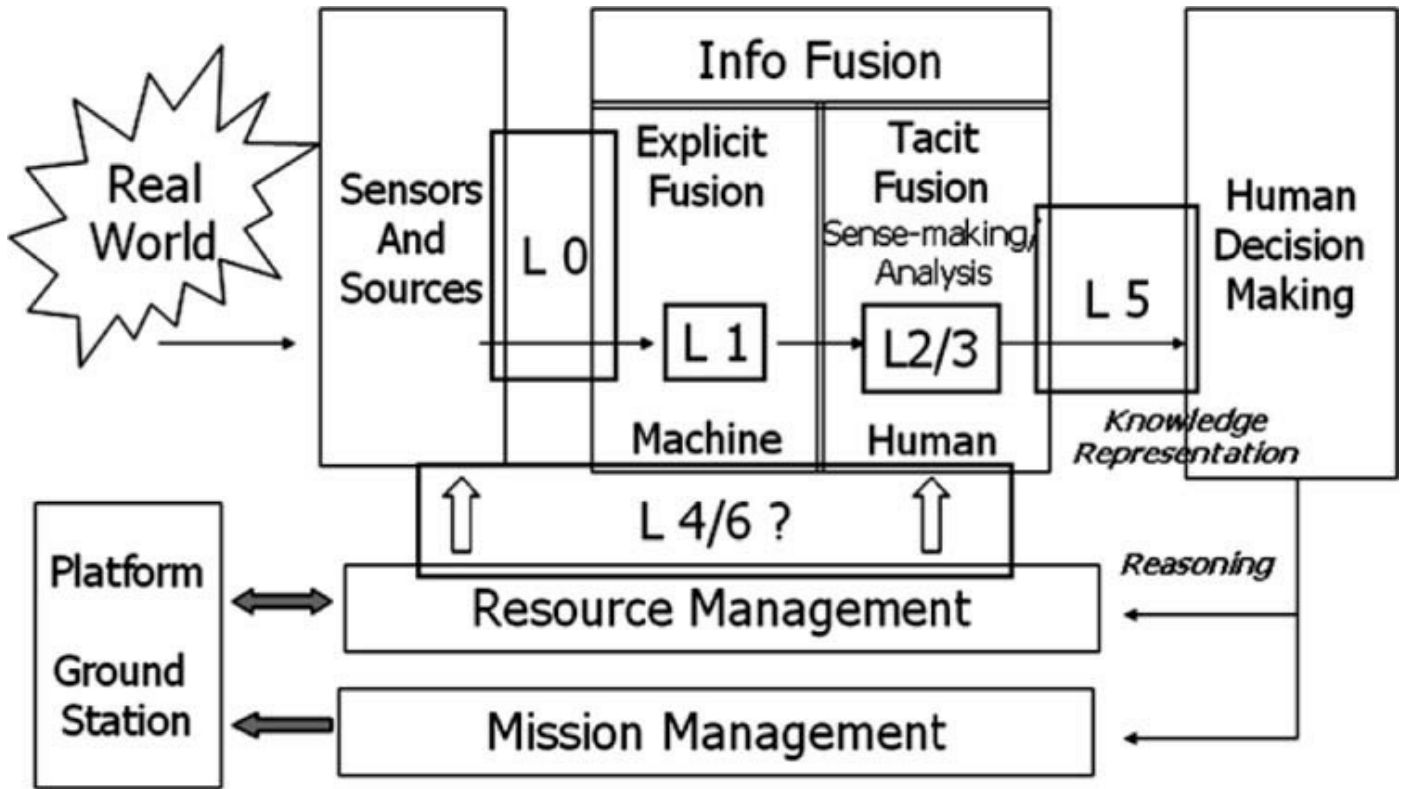 Real
World
Sensors
And
Sources
L 0
Info Fusion
Explicit
Fusion
L 1
Machine
Tacit
Fusion
Sense-making/
Analysis
L2/3
Human
L 5
Human
Decision
Making
Knowledge
Representation
L 4/6 ?
Reasoning
Platform
Ground
Station
Resource Management
Mission Management